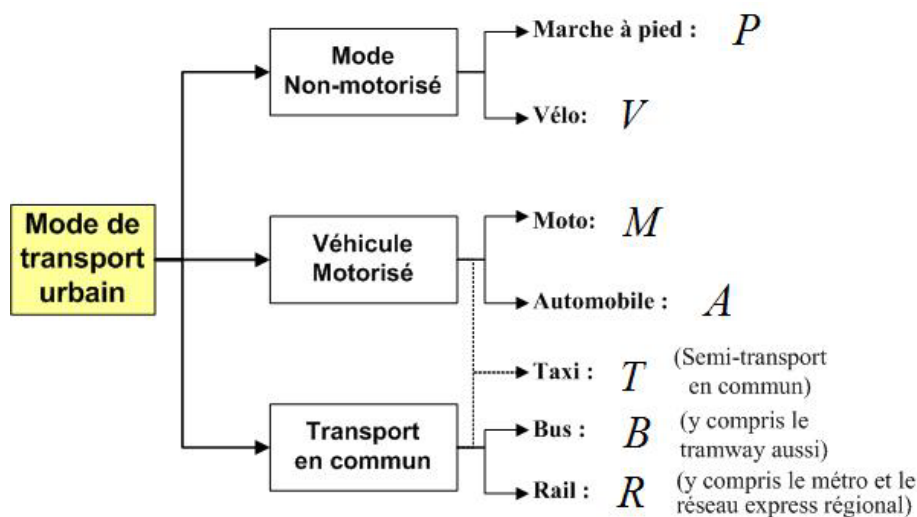 Mode de
transport
urbain
Mode
Non-motorisé
Marche à pied : P
Vélo: V
Véhicule
Motorisé
Moto: M
Automobile : A
Taxi : T (Semi-transport
en commun)
Transport
en commun
Bus : B (y compris le
tramway aussi)
Rail : R (y compris le métro et le
réseau express régional)